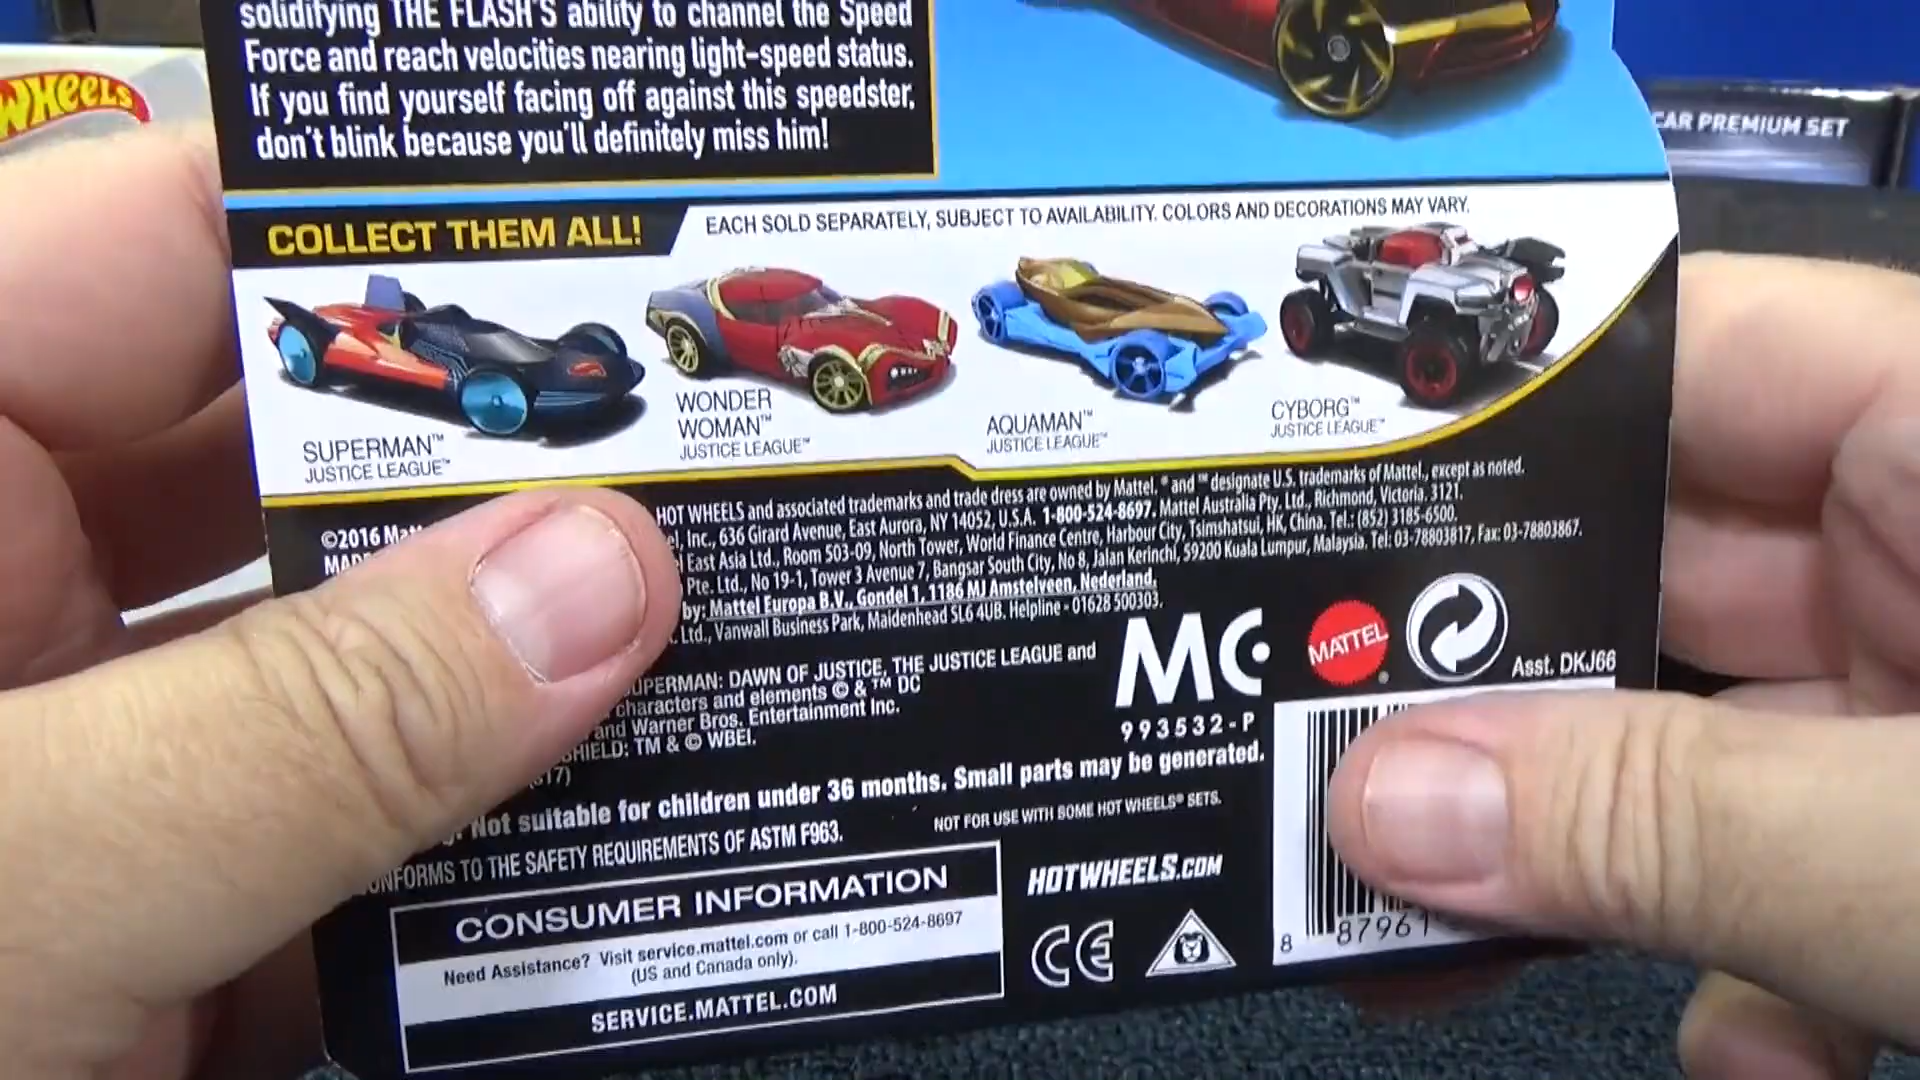 solidifying THE FLASH'S ability to channel the Speed
Force and reach velocities nearing light-speed status.
If you find yourself facing off against this speedster,
don't blink because you'll definitely miss him!
WHeeLs
CAR PREMIUM SET
COLLECT THEM ALL!
EACH SOLD SEPARATELY, SUBJECT TO AVAILABILITY. COLORS AND DECORATIONS MAY VARY.
SUPERMAN™
JUSTICE LEAGUE™
WONDER
WOMAN™
JUSTICE LEAGUE™
AQUAMAN™
JUSTICE LEAGUE™
CYBORG™
JUSTICE LEAGUE™
©2016 HOT WHEELS and associated trademarks and trade dress are owned by Mattel. ® and ™ designate U.S. trademarks of Mattel, except as noted.
Inc., 636 Girard Avenue, East Aurora, NY 14052, U.S.A. 1-800-524-8697. Mattel Australia Pty., Ltd., Richmond, Victoria. 3121.
East Asia Ltd., Room 503-09, North Tower, World Finance Centre, Harbour City, Tsimshatsui, HK, China. Tel.: (852) 3185-6500.
Pte. Ltd., No 19-1, Tower 3 Avenue 7, Bangsar South City, No 8, Jalan Kerinchi, 59200 Kuala Lumpur, Malaysia. Tel: 03-78803817, Fax: 03-78803867.
by: Mattel Europa B.V., Gondel 1, 1186 MJ Amstelveen, Nederland.
Ltd., Vanwall Business Park, Maidenhead SL6 4UB. Helpline - 01628 500303.
UPERMAN: DAWN OF JUSTICE, THE JUSTICE LEAGUE and
characters and elements © & ™ DC
and Warner Bros. Entertainment Inc.
SHIELD: TM & © WBEI.
s17)
MC
993532-P
MATTEL
Asst. DKJ66
Not suitable for children under 36 months. Small parts may be generated.
ONFORMS TO THE SAFETY REQUIREMENTS OF ASTM F963.
NOT FOR USE WITH SOME HOT WHEELS® SETS.
CONSUMER INFORMATION
Need Assistance? Visit service.mattel.com or call 1-800-524-8697
(US and Canada only).
SERVICE.MATTEL.COM
HOTWHEELS.COM
CE
8 87961